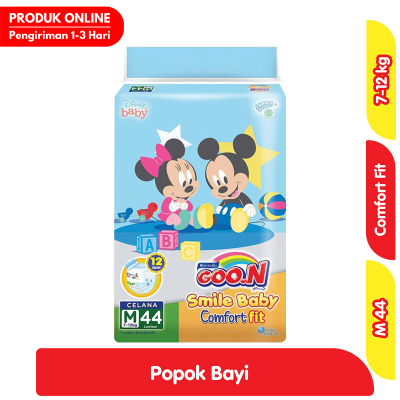 PRODUK ONLINE
Pengiriman 1-3 Hari
7-12 kg
Disney
baby
A B C
12
GOO.N
Smile Baby
Comfort fit
CELANA
M 44
Comfort Fit
M 44
Popok Bayi